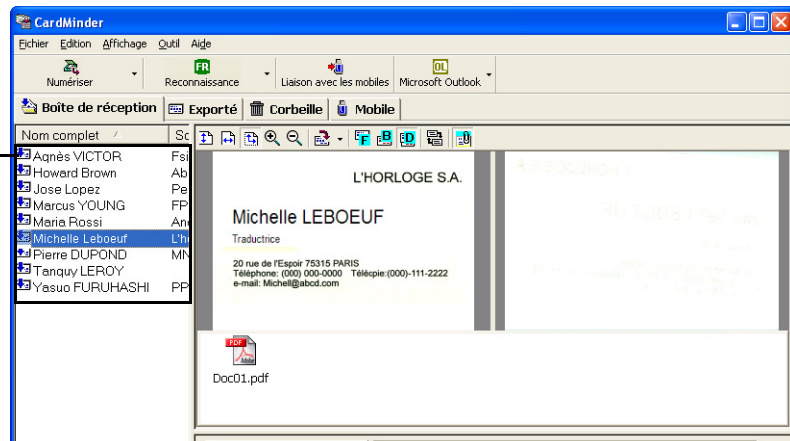 CardMinder
Fichier Edition Affichage Outil Aide
FR OL
Numériser Reconnaissance Liaison avec les mobiles Microsoft Outlook
Boîte de réception Exporté Corbeille Mobile
Nom complet Sc
Agnès VICTOR Fsi
Howard Brown Ab
Jose Lopez Pe
Marcus YOUNG FP
Maria Rossi An
Michelle Leboeuf L'h
Pierre DUPOND MN
Tanquy LEROY
Yasuo FURUHASHI PP
F B D
L'HORLOGE S.A.
Michelle LEBOEUF
Traductrice
20 rue de l'Espoir 75315 PARIS
Téléphone: (000) 000-0000 Télécpie:(000)-111-2222
e-mail: Michell@abcd.com
PDF
Adobe
Doc01.pdf